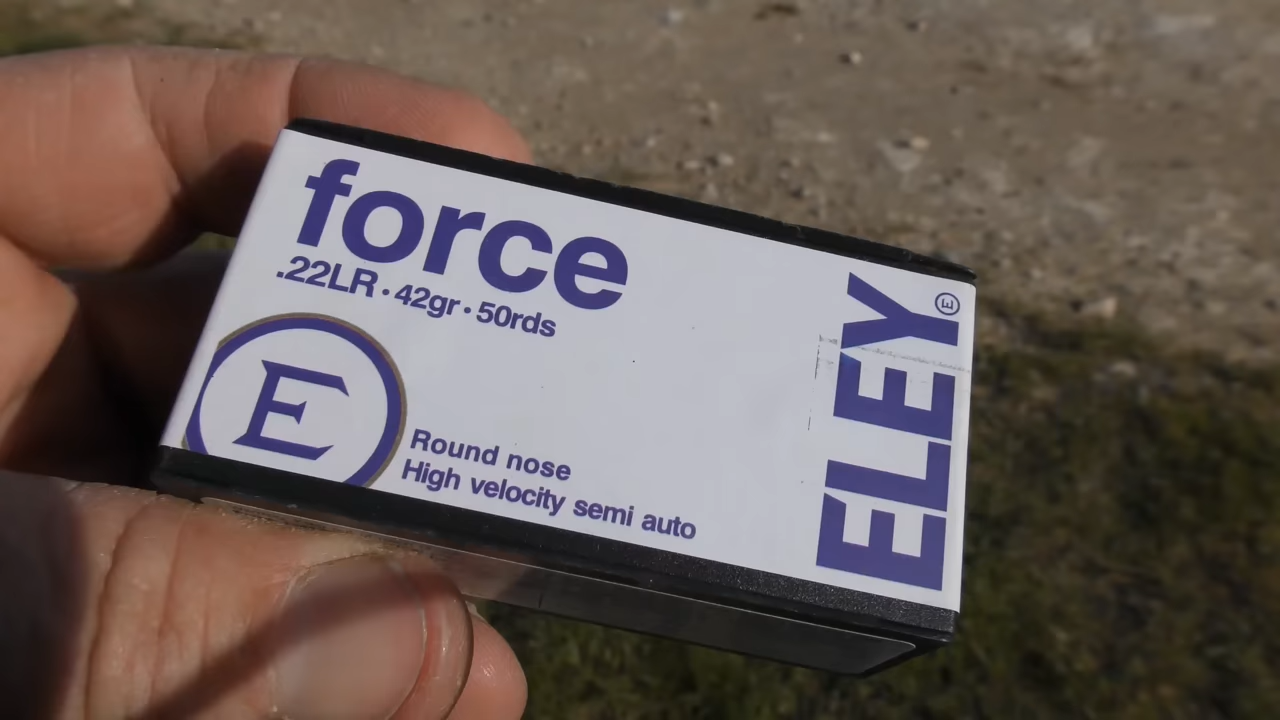 force
.22LR · 42gr · 50rds
E
Round nose
High velocity semi auto
ELEY
E